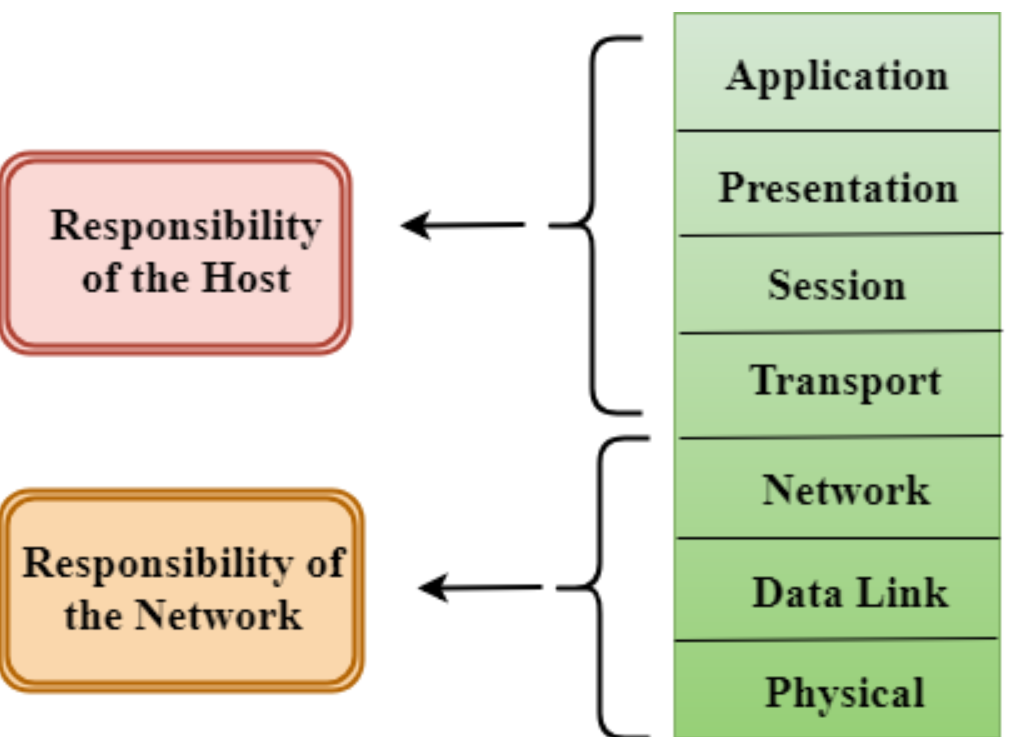 Application
Presentation
Session
Transport
Network
Data Link
Physical
Responsibility
of the Host
Responsibility of
the Network